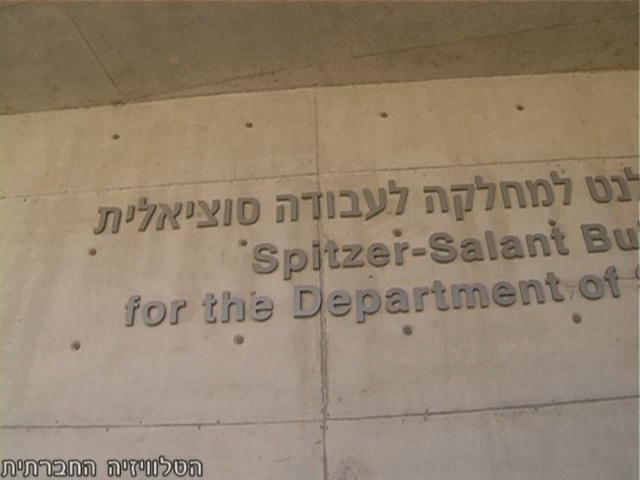 לנט למחלקה לעבודה סוציאלית
Spitzer-Salant Bu
for the Department of
הטלוויזיה החברתית